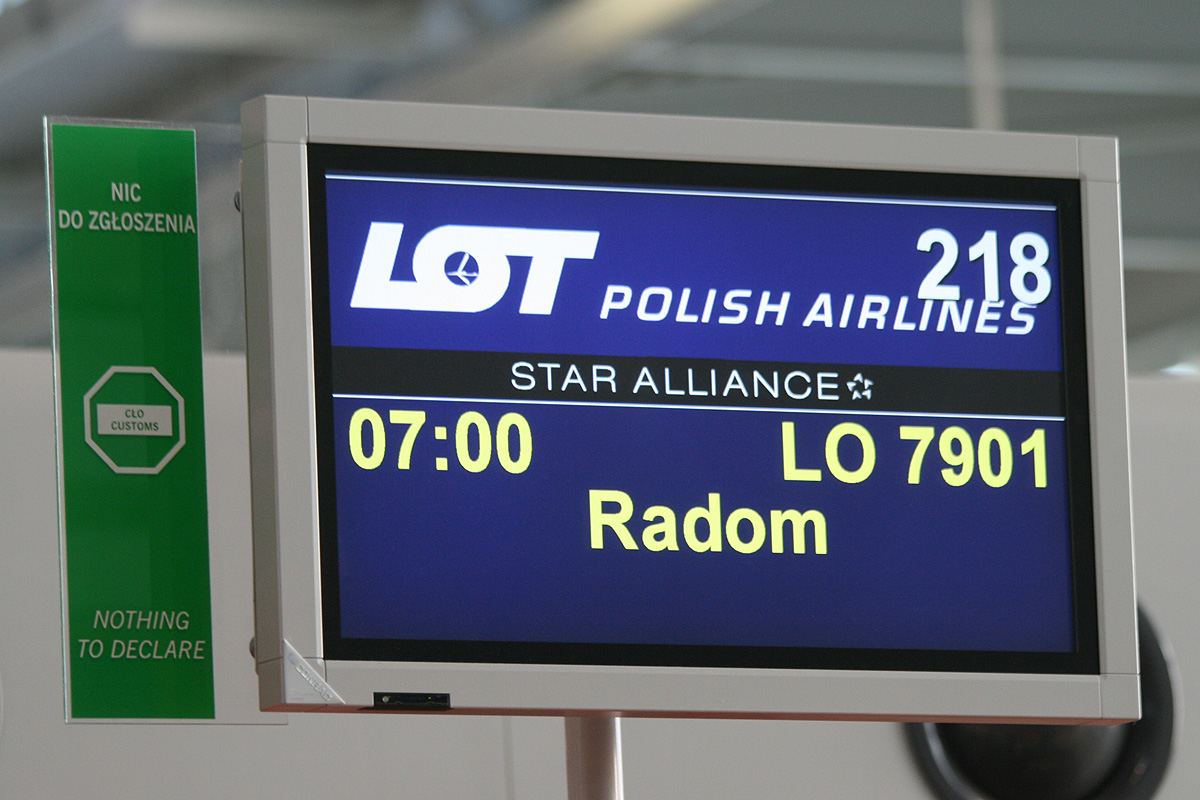 NIC
DO ZGŁOSZENIA
CŁO
CUSTOMS
NOTHING
TO DECLARE
LOT
218
POLISH AIRLINES
STAR ALLIANCE
07:00
LO 7901
Radom